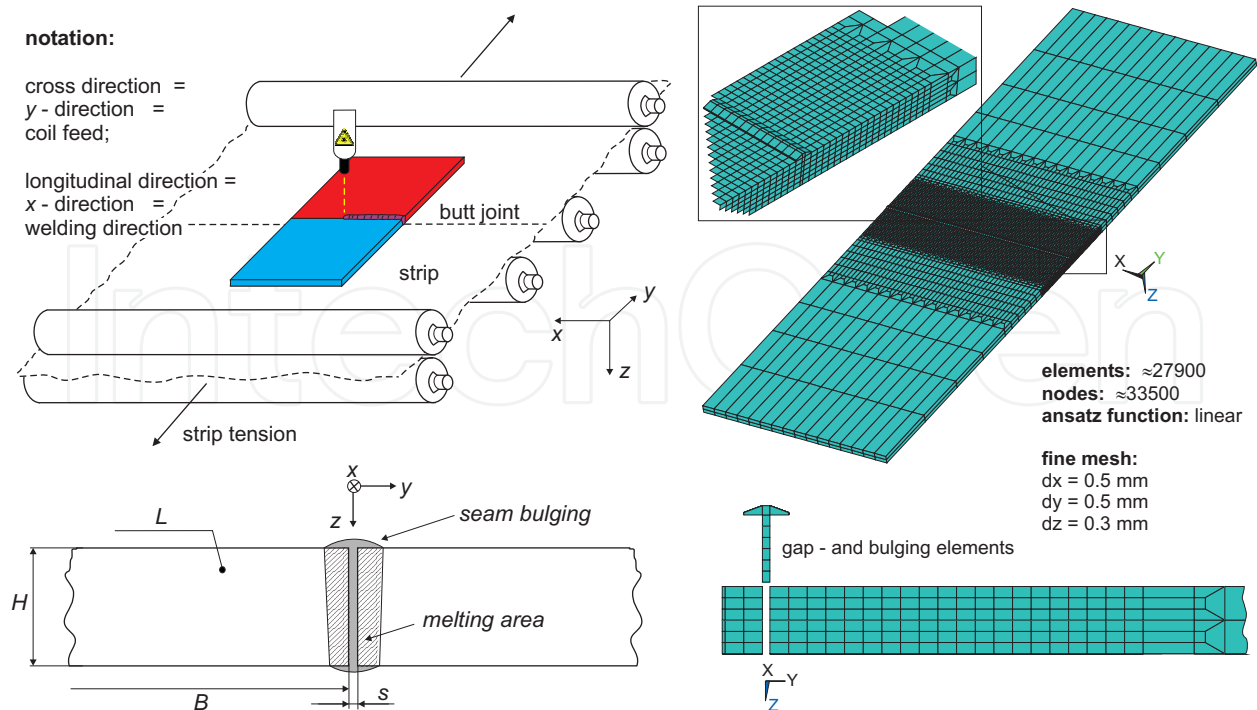 notation:
cross direction =
y - direction =
coil feed;
longitudinal direction =
x - direction =
welding direction
butt joint
strip
y
x
z
strip tension
X
Y
Z
elements: ≈27900
nodes: ≈33500
ansatz function: linear
fine mesh:
dx = 0.5 mm
dy = 0.5 mm
dz = 0.3 mm
x
y
z
seam bulging
L
H
melting area
B
s
gap - and bulging elements
X
Y
Z
IntechOpen